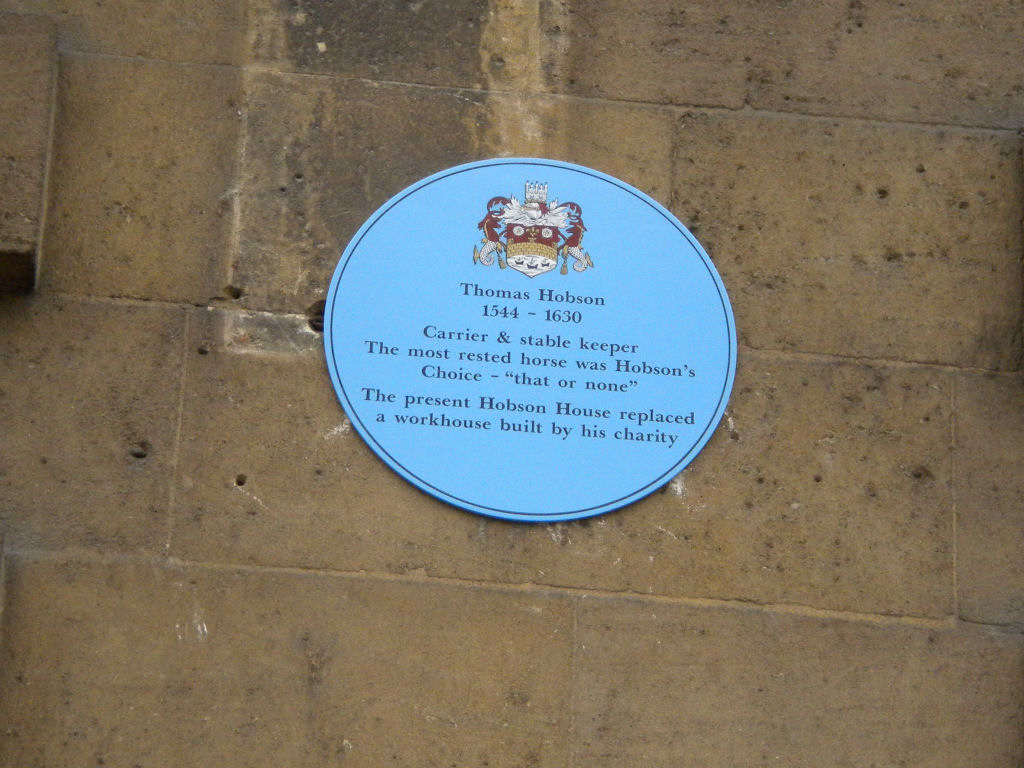 Thomas Hobson
1544 - 1630
Carrier & stable keeper
The most rested horse was Hobson's
Choice - “that or none”
The present Hobson House replaced
a workhouse built by his charity